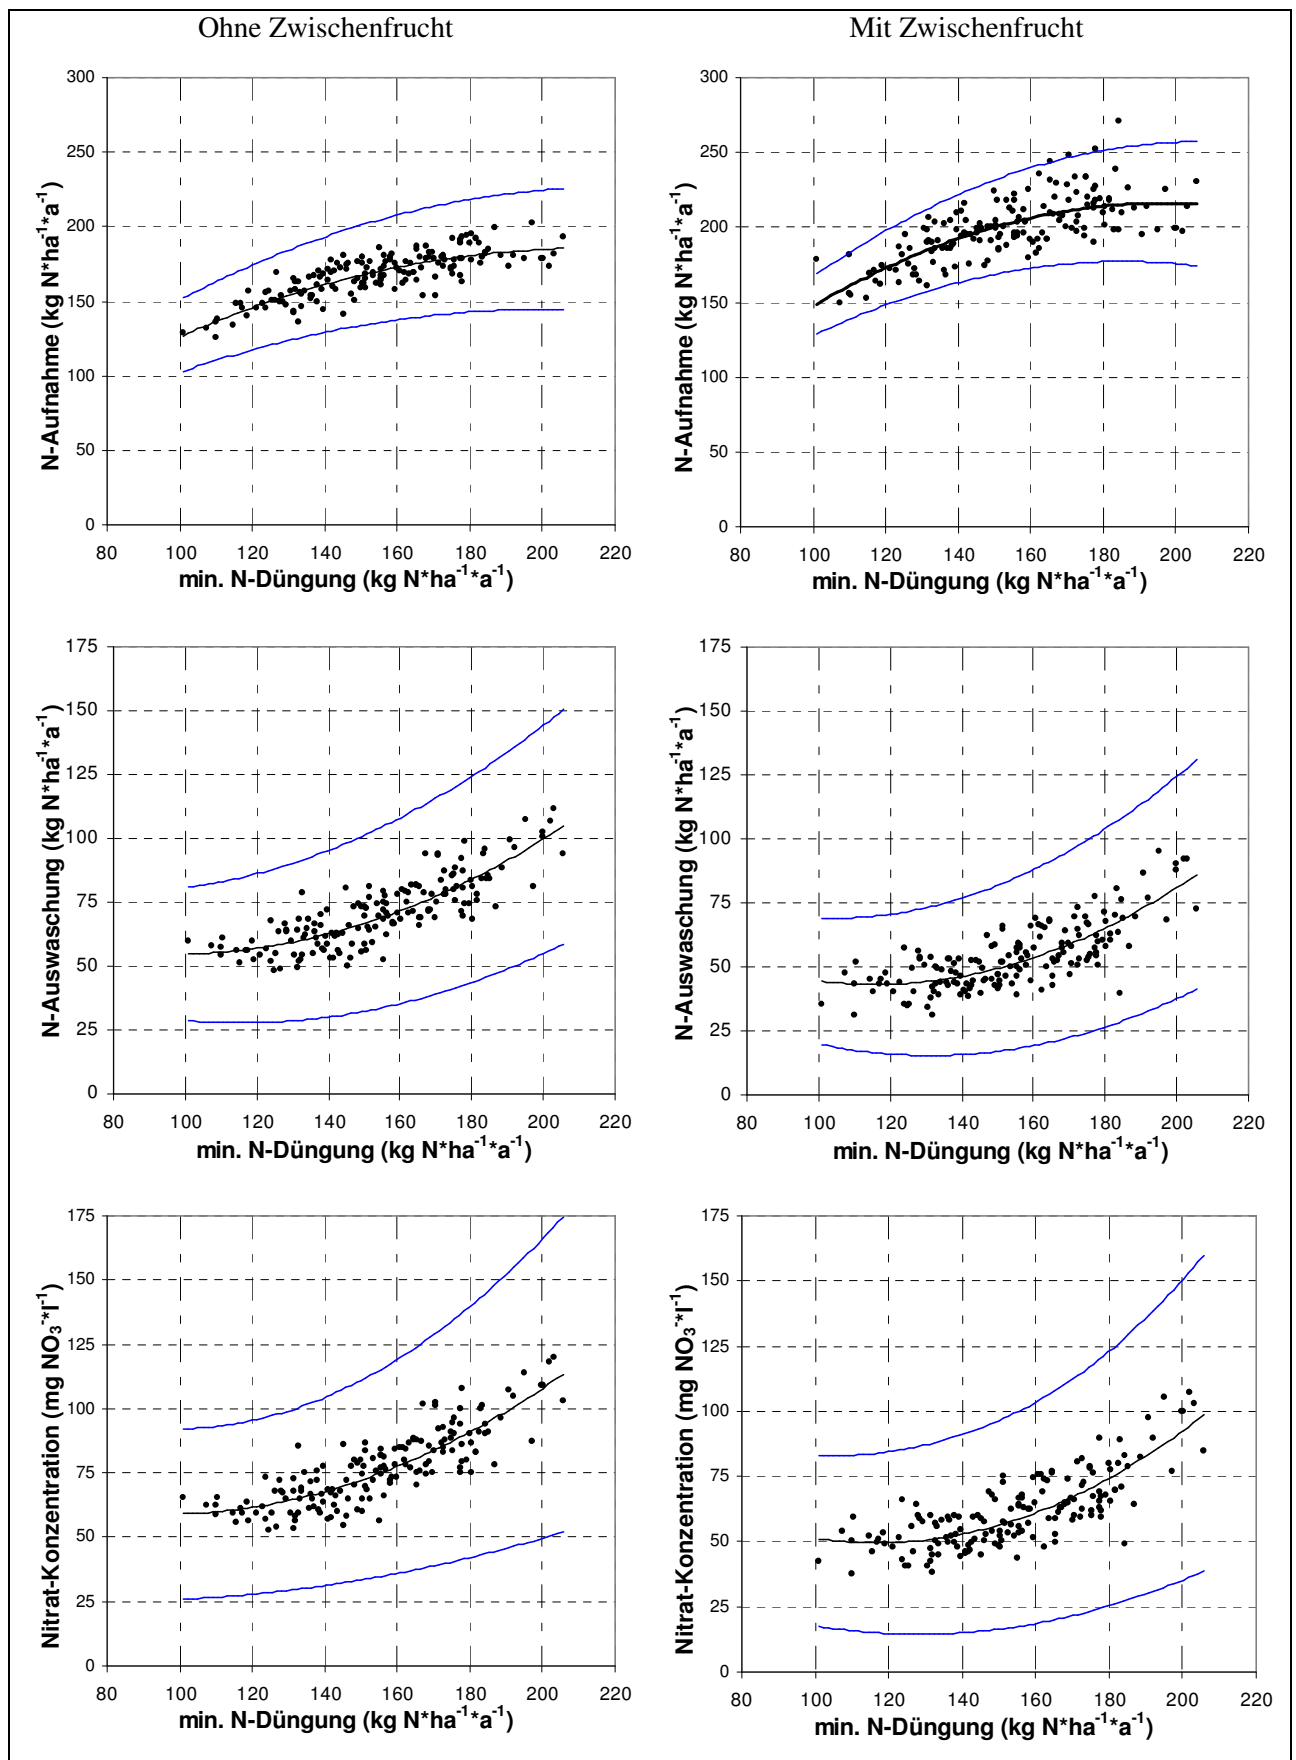 Ohne Zwischenfrucht
Mit Zwischenfrucht
N-Aufnahme (kg N*ha⁻¹*a⁻¹)
300
250
200
150
100
50
0
80 100 120 140 160 180 200 220
min. N-Düngung (kg N*ha⁻¹*a⁻¹)
N-Aufnahme (kg N*ha⁻¹*a⁻¹)
300
250
200
150
100
50
0
80 100 120 140 160 180 200 220
min. N-Düngung (kg N*ha⁻¹*a⁻¹)
N-Auswaschung (kg N*ha⁻¹*a⁻¹)
175
150
125
100
75
50
25
0
80 100 120 140 160 180 200 220
min. N-Düngung (kg N*ha⁻¹*a⁻¹)
N-Auswaschung (kg N*ha⁻¹*a⁻¹)
175
150
125
100
75
50
25
0
80 100 120 140 160 180 200 220
min. N-Düngung (kg N*ha⁻¹*a⁻¹)
Nitrat-Konzentration (mg NO₃⁻*l⁻¹)
175
150
125
100
75
50
25
0
80 100 120 140 160 180 200 220
min. N-Düngung (kg N*ha⁻¹*a⁻¹)
Nitrat-Konzentration (mg NO₃⁻*l⁻¹)
175
150
125
100
75
50
25
0
80 100 120 140 160 180 200 220
min. N-Düngung (kg N*ha⁻¹*a⁻¹)